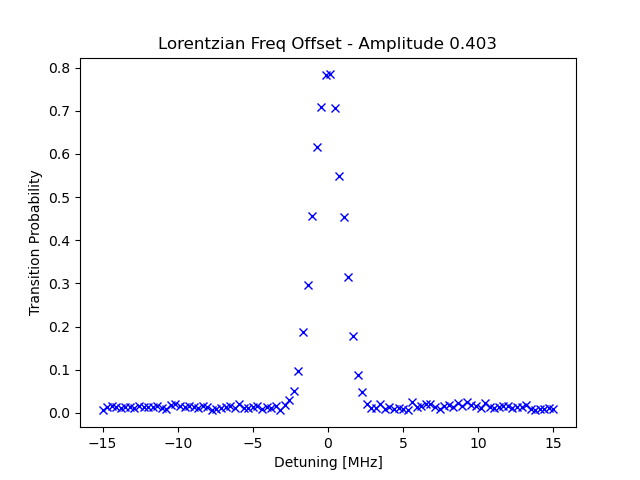 Lorentzian Freq Offset - Amplitude 0.403
Transition Probability
0.8
0.7
0.6
0.5
0.4
0.3
0.2
0.1
0.0
−15 −10 −5 0 5 10 15
Detuning [MHz]